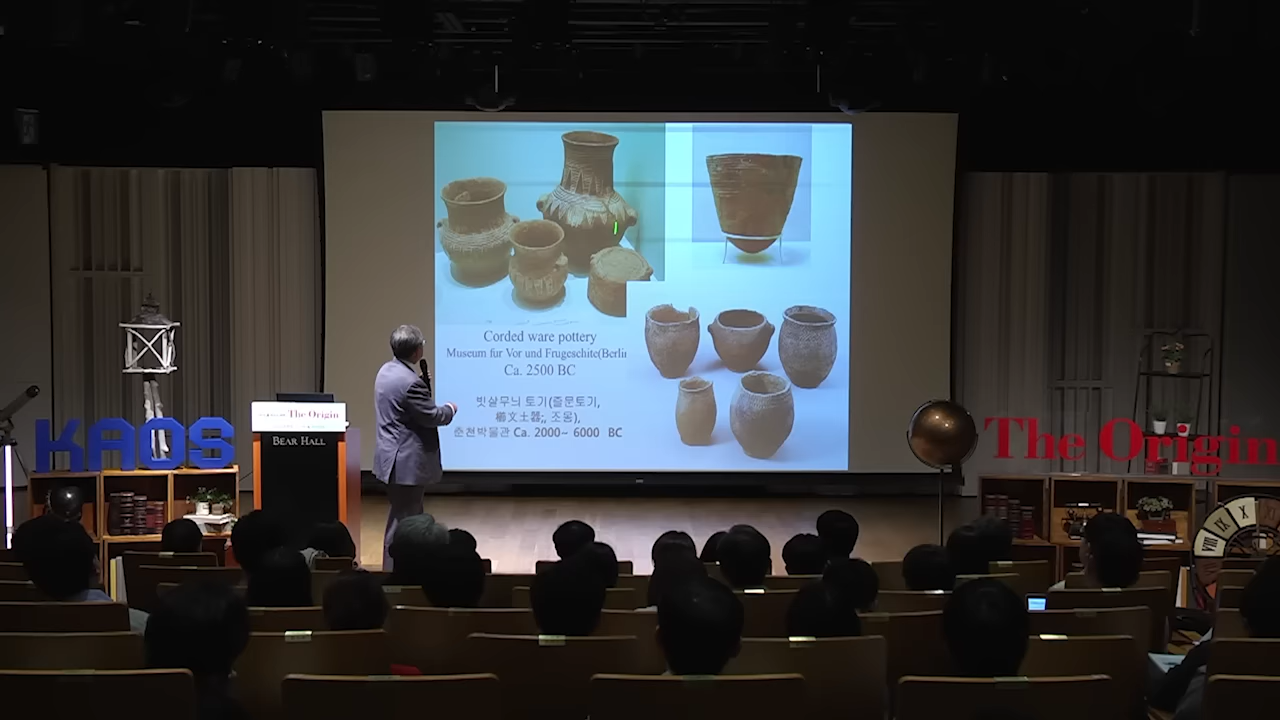 Corded ware pottery
Museum fur Vor und Frugeschite(Berlin
Ca. 2500 BC
빗살무늬 토기(즐문토기,
櫛文土器;, 조몽),
춘천박물관 Ca. 2000~ 6000 BC
KAOS
The Origin
BEAR HALL
The Origin
VIII IX X